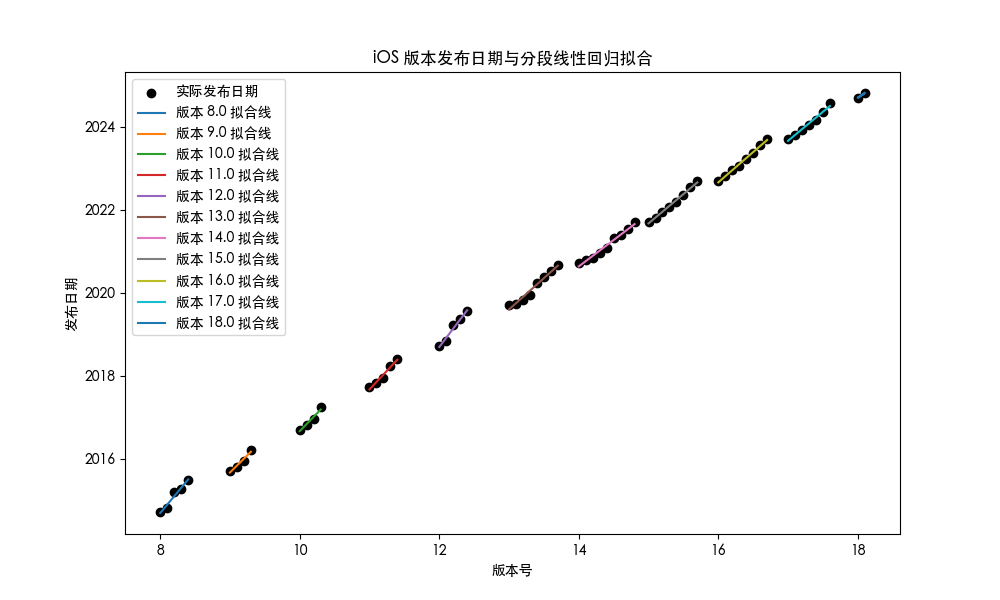 iOS 版本发布日期与分段线性回归拟合
实际发布日期
版本 8.0 拟合线
版本 9.0 拟合线
版本 10.0 拟合线
版本 11.0 拟合线
版本 12.0 拟合线
版本 13.0 拟合线
版本 14.0 拟合线
版本 15.0 拟合线
版本 16.0 拟合线
版本 17.0 拟合线
版本 18.0 拟合线
发布日期
2024
2022
2020
2018
2016
8
10
12
14
16
18
版本号